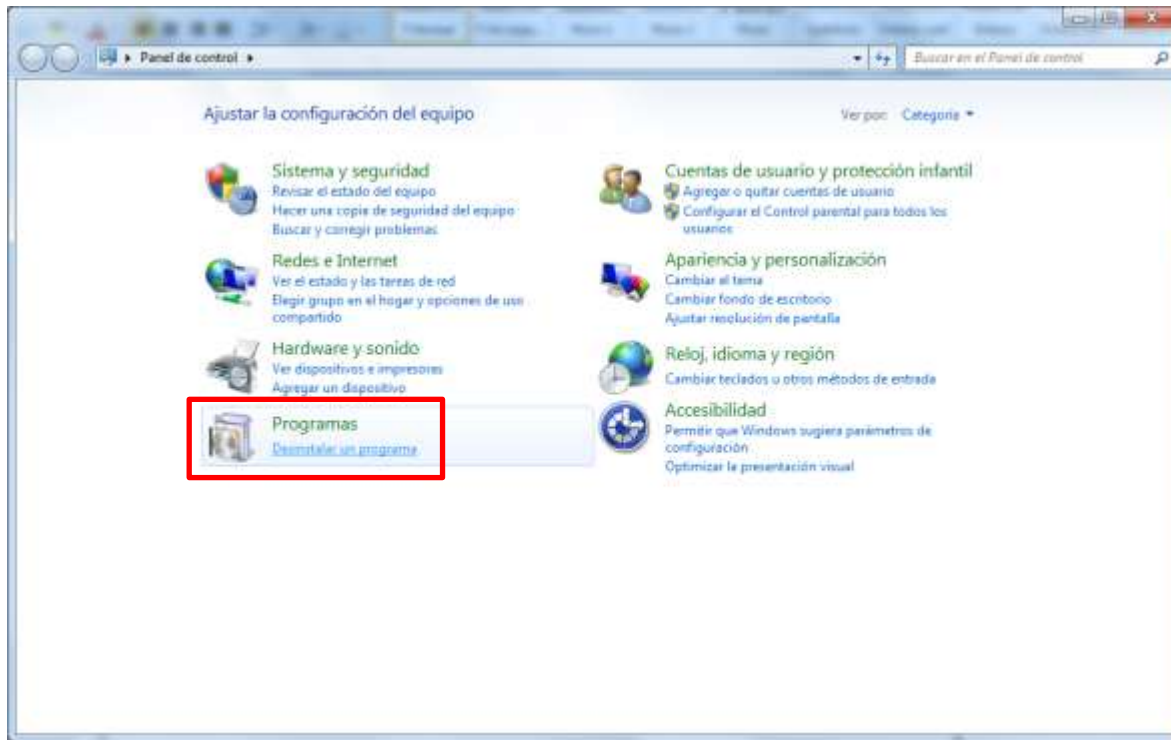 Panel de control
Buscar en el Panel de control
Ajustar la configuración del equipo
Ver por: Categoría
Sistema y seguridad
Revisar el estado del equipo
Hacer una copia de seguridad del equipo
Buscar y corregir problemas
Redes e Internet
Ver el estado y las tareas de red
Elegir grupo en el hogar y opciones de uso
compartido
Hardware y sonido
Ver dispositivos e impresoras
Agregar un dispositivo
Programas
Desinstalar un programa
Cuentas de usuario y protección infantil
Agregar o quitar cuentas de usuario
Configurar el Control parental para todos los
usuarios
Apariencia y personalización
Cambiar el tema
Cambiar fondo de escritorio
Ajustar resolución de pantalla
Reloj, idioma y región
Cambiar teclados u otros métodos de entrada
Accesibilidad
Permitir que Windows sugiera parámetros de
configuración
Optimizar la presentación visual